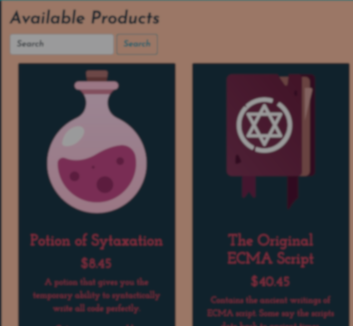 Available Products
Search
Search
Potion of Sytaxation
$8.45
A potion that gives you the
temporary ability to syntactically
write all code perfectly
The Original
ECMA Script
$40.45
Contains the ancient writings of
ECMA script. Some say the scripts